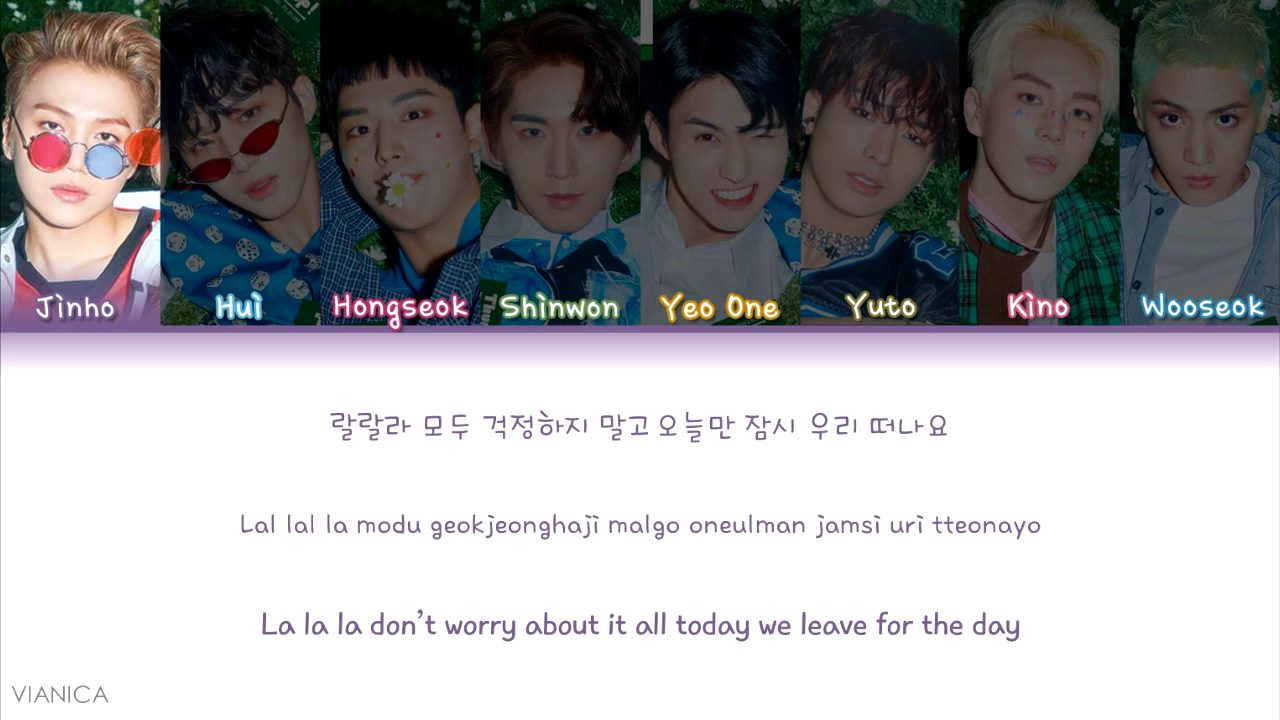 Jinho
Hui
Hongseok
Shinwon
Yeo One
Yuto
Kino
Wooseok
랄랄라 모두 걱정하지 말고 오늘만 잠시 우리 떠나요
Lal lal la modu geokjeonghaji malgo oneulman jamsi uri tteonayo
La la la don't worry about it all today we leave for the day
VIANICA